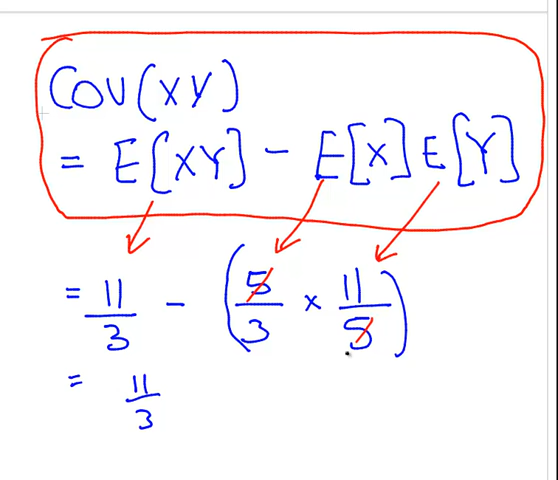 COV(XY)
= E[XY] - E[X] E[Y]
= 11/3 - (5/3 × 11/5)
= 11/3